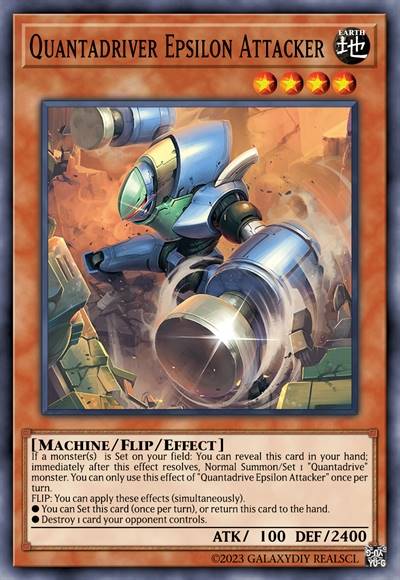 QUANTADRIVER EPSILON ATTACKER
EARTH
地
[MACHINE/FLIP/EFFECT]
If a monster(s) is Set on your field: You can reveal this card in your hand;
immediately after this effect resolves, Normal Summon/Set 1 "Quantadrive"
monster. You can only use this effect of "Quantadrive Epsilon Attacker" once per
turn.
FLIP: You can apply these effects (simultaneously).
● You can Set this card (once per turn), or return this card to the hand.
● Destroy 1 card your opponent controls.
ATK/ 100 DEF/2400
©2023 GALAXYDIY REALSCL